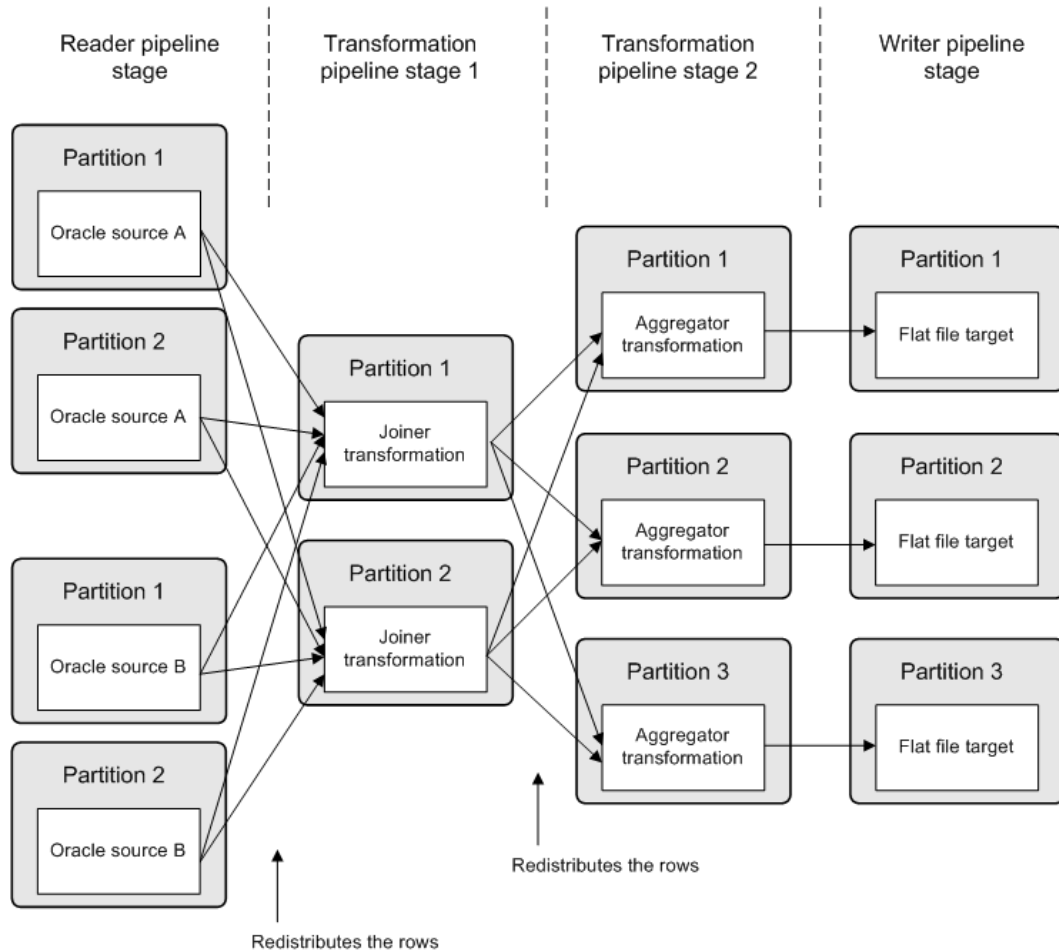 Reader pipeline
stage
Transformation
pipeline stage 1
Transformation
pipeline stage 2
Writer pipeline
stage
Partition 1
Oracle source A
Partition 2
Oracle source A
Partition 1
Oracle source B
Partition 2
Oracle source B
Partition 1
Joiner
transformation
Partition 2
Joiner
transformation
Partition 1
Aggregator
transformation
Partition 2
Aggregator
transformation
Partition 3
Aggregator
transformation
Partition 1
Flat file target
Partition 2
Flat file target
Partition 3
Flat file target
Redistributes the rows
Redistributes the rows